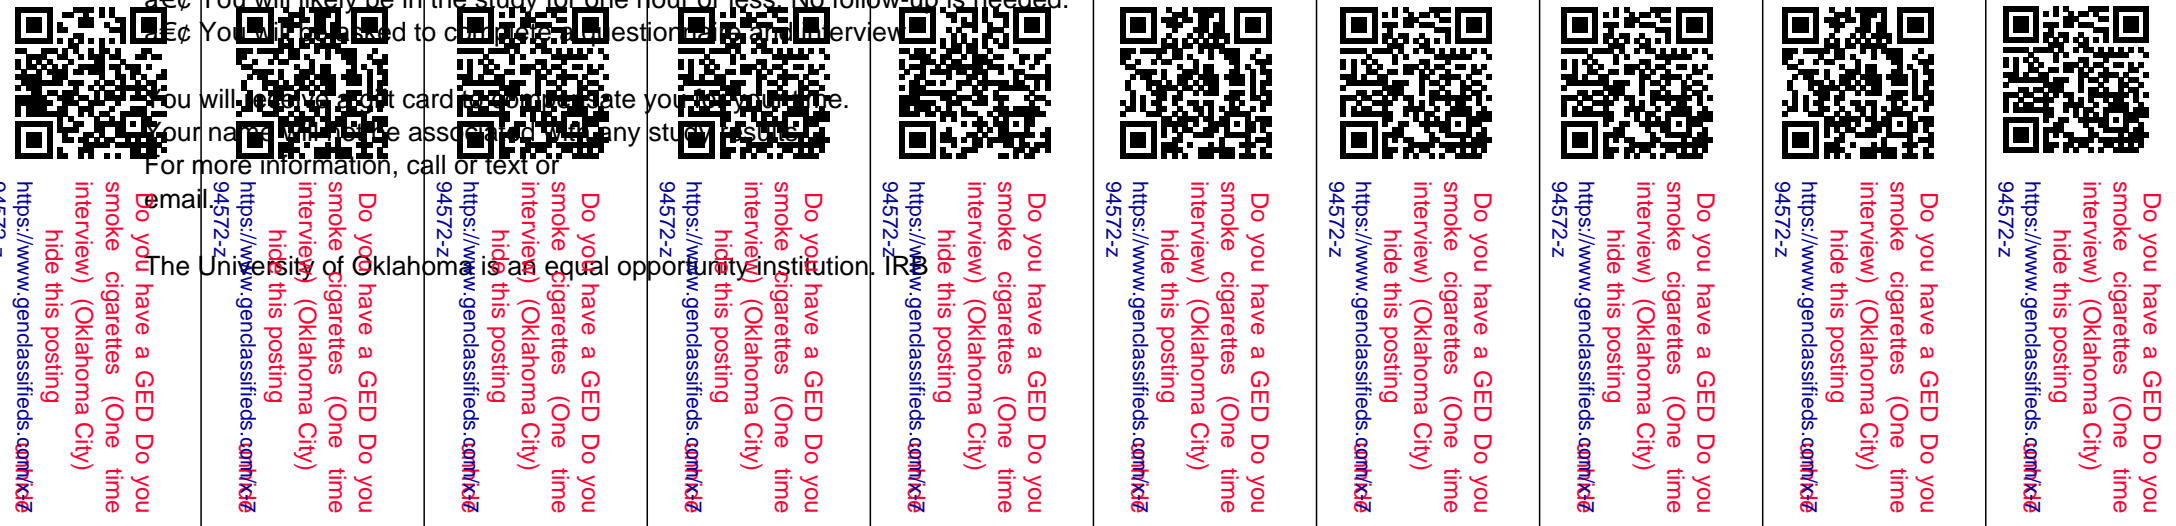 â€¢ You will likely be in the study for one hour or less. No follow-up is needed.
â€¢ You will be asked to complete a questionnaire and interview
You will receive a gift card to compensate you for your time.
Your name will not be associated with any study results.
For more information, call or text or
email.
The University of Oklahoma is an equal opportunity institution. IRB
Do you have a GED Do you
smoke cigarettes (One time
interview) (Oklahoma City)
hide this posting
https://www.genclassifieds.com/x-z
94572-z
Do you have a GED Do you
smoke cigarettes (One time
interview) (Oklahoma City)
hide this posting
https://www.genclassifieds.com/x-z
94572-z
Do you have a GED Do you
smoke cigarettes (One time
interview) (Oklahoma City)
hide this posting
https://www.genclassifieds.com/x-z
94572-z
Do you have a GED Do you
smoke cigarettes (One time
interview) (Oklahoma City)
hide this posting
https://www.genclassifieds.com/x-z
94572-z
Do you have a GED Do you
smoke cigarettes (One time
interview) (Oklahoma City)
hide this posting
https://www.genclassifieds.com/x-z
94572-z
Do you have a GED Do you
smoke cigarettes (One time
interview) (Oklahoma City)
hide this posting
https://www.genclassifieds.com/x-z
94572-z
Do you have a GED Do you
smoke cigarettes (One time
interview) (Oklahoma City)
hide this posting
https://www.genclassifieds.com/x-z
94572-z
Do you have a GED Do you
smoke cigarettes (One time
interview) (Oklahoma City)
hide this posting
https://www.genclassifieds.com/x-z
94572-z
Do you have a GED Do you
smoke cigarettes (One time
interview) (Oklahoma City)
hide this posting
https://www.genclassifieds.com/x-z
94572-z
Do you have a GED Do you
smoke cigarettes (One time
interview) (Oklahoma City)
hide this posting
https://www.genclassifieds.com/x-z
94572-z